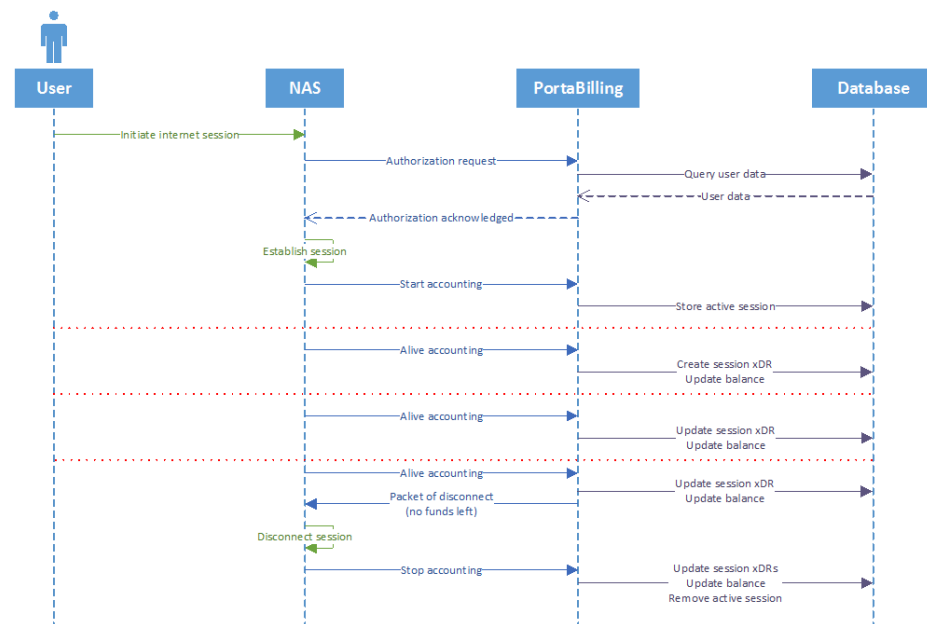 User
NAS
PortaBilling
Database
Initiate internet session
Authorization request
Query user data
User data
Authorization acknowledged
Establish session
Start accounting
Store active session
Alive accounting
Create session xDR
Update balance
Alive accounting
Update session xDR
Update balance
Alive accounting
Update session xDR
Update balance
Packet of disconnect
(no funds left)
Disconnect session
Stop accounting
Update session xDRs
Update balance
Remove active session